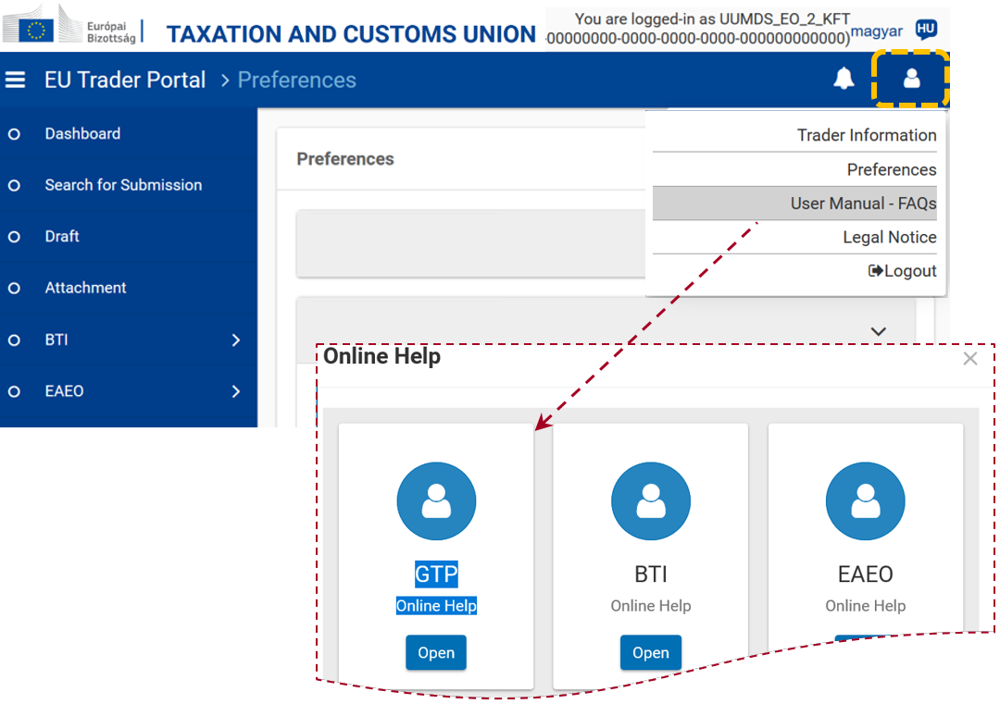 Európai
Bizottság
TAXATION AND CUSTOMS UNION
You are logged-in as UUMDS_EO_2_KFT
00000000-0000-0000-0000-000000000000)
magyar
HU
EU Trader Portal > Preferences
Dashboard
Search for Submission
Draft
Attachment
BTI
EAEO
Preferences
Trader Information
Preferences
User Manual - FAQs
Legal Notice
Logout
Online Help
GTP
Online Help
Open
BTI
Online Help
Open
EAEO
Online Help